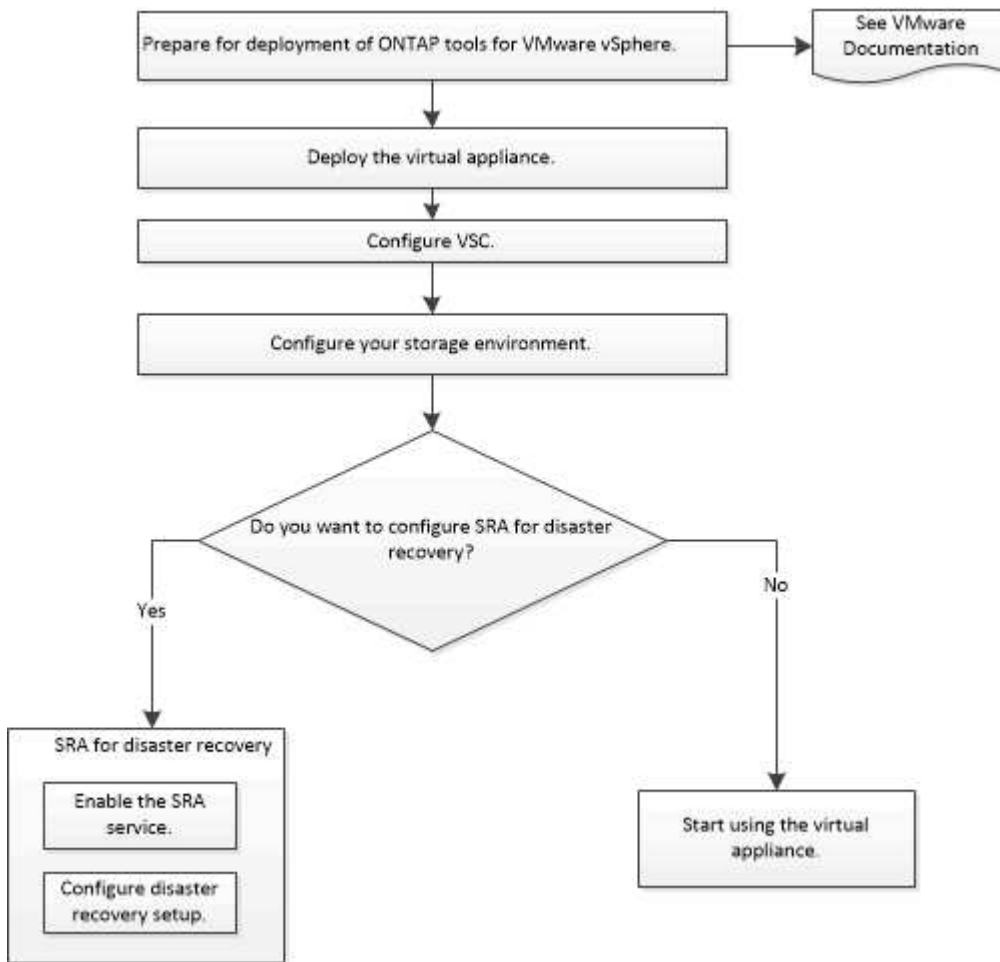 Prepare for deployment of ONTAP tools for VMware vSphere.
See VMware
Documentation
Deploy the virtual appliance.
Configure VSC.
Configure your storage environment.
Do you want to configure SRA for disaster
recovery?
Yes
No
SRA for disaster recovery
Enable the SRA
service.
Configure disaster
recovery setup.
Start using the virtual
appliance.